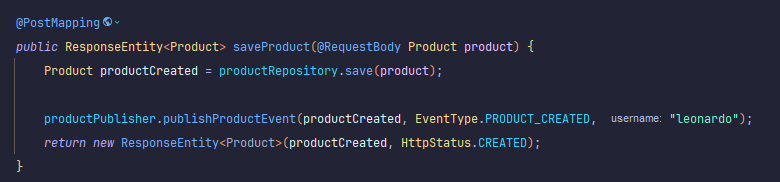 @PostMapping
public ResponseEntity<Product> saveProduct(@RequestBody Product product) {
Product productCreated = productRepository.save(product);
productPublisher.publishProductEvent(productCreated, EventType.PRODUCT_CREATED, username: "leonardo");
return new ResponseEntity<Product>(productCreated, HttpStatus.CREATED);
}